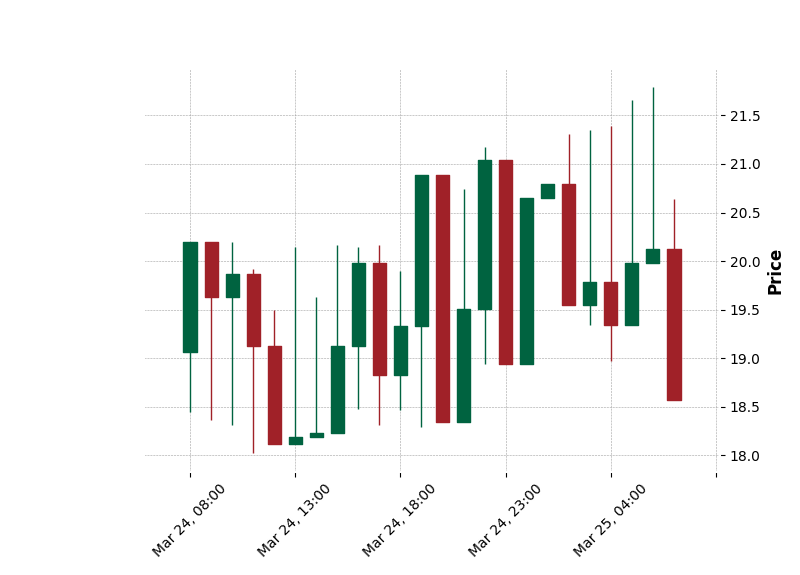 21.5
21.0
20.5
20.0
19.5
19.0
18.5
18.0
Price
Mar 24, 08:00
Mar 24, 13:00
Mar 24, 18:00
Mar 24, 23:00
Mar 25, 04:00